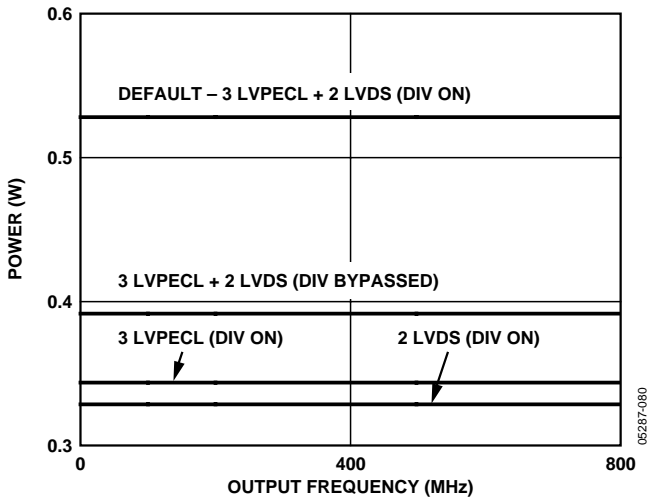 0.6
DEFAULT – 3 LVPECL + 2 LVDS (DIV ON)
0.5
POWER (W)
3 LVPECL + 2 LVDS (DIV BYPASSED)
0.4
3 LVPECL (DIV ON)
2 LVDS (DIV ON)
0.3
0
400
800
OUTPUT FREQUENCY (MHz)
05287-080